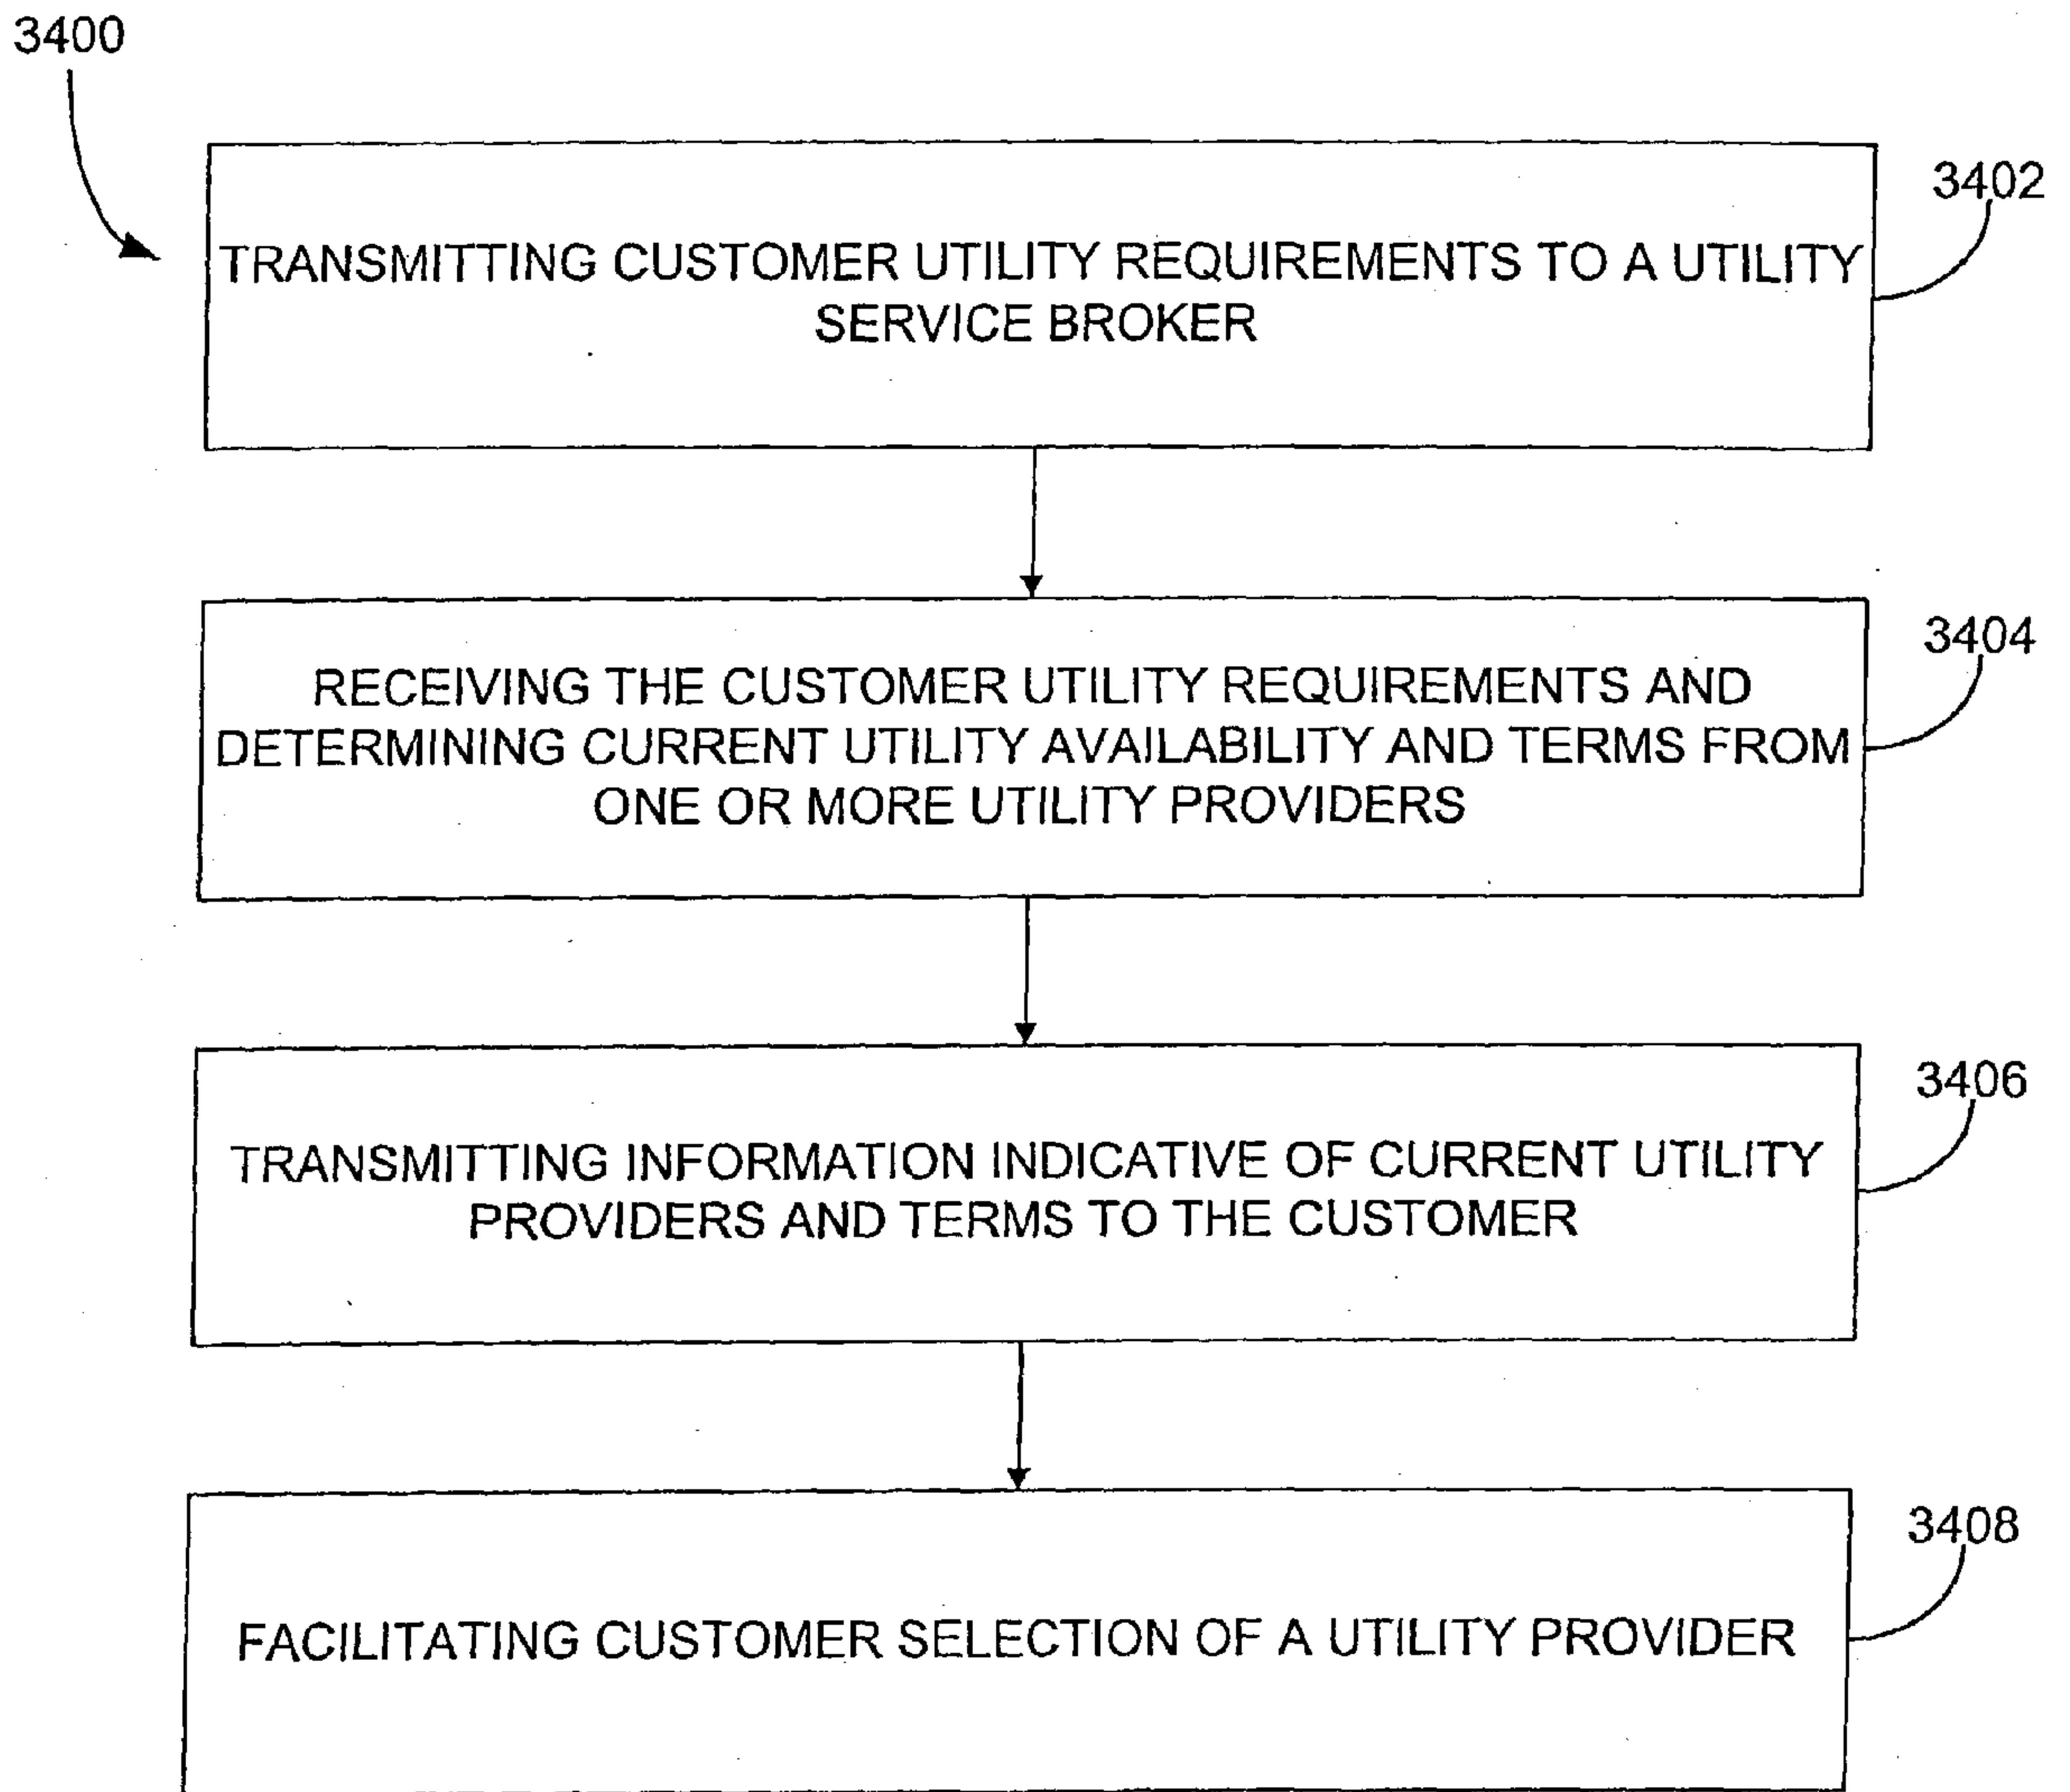 3400
3402
TRANSMITTING CUSTOMER UTILITY REQUIREMENTS TO A UTILITY
SERVICE BROKER
3404
RECEIVING THE CUSTOMER UTILITY REQUIREMENTS AND
DETERMINING CURRENT UTILITY AVAILABILITY AND TERMS FROM
ONE OR MORE UTILITY PROVIDERS
3406
TRANSMITTING INFORMATION INDICATIVE OF CURRENT UTILITY
PROVIDERS AND TERMS TO THE CUSTOMER
3408
FACILITATING CUSTOMER SELECTION OF A UTILITY PROVIDER